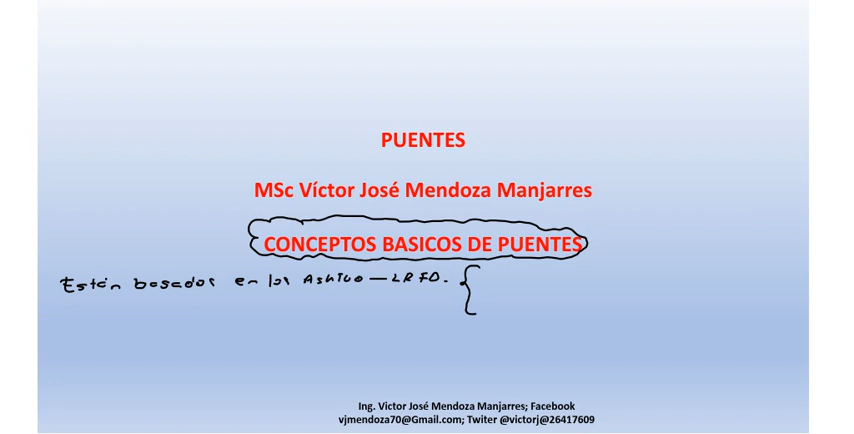 PUENTES
MSc Víctor José Mendoza Manjarres
CONCEPTOS BASICOS DE PUENTES
Están basados en los Ashtoo — LRFD.
Ing. Victor José Mendoza Manjarres; Facebook
vjmendoza70@Gmail.com; Twiter @victorj@26417609